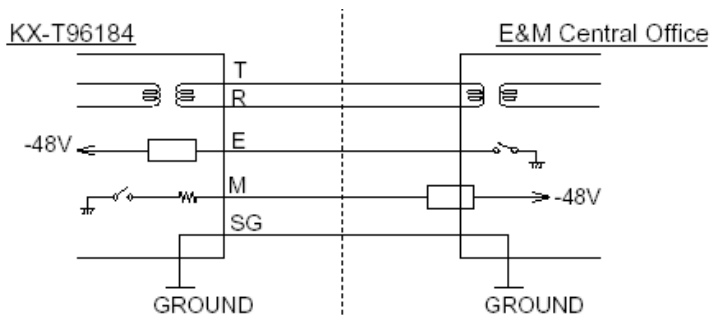 KX-T96184
E&M Central Office
T
R
-48V
E
M
-48V
SG
GROUND
GROUND